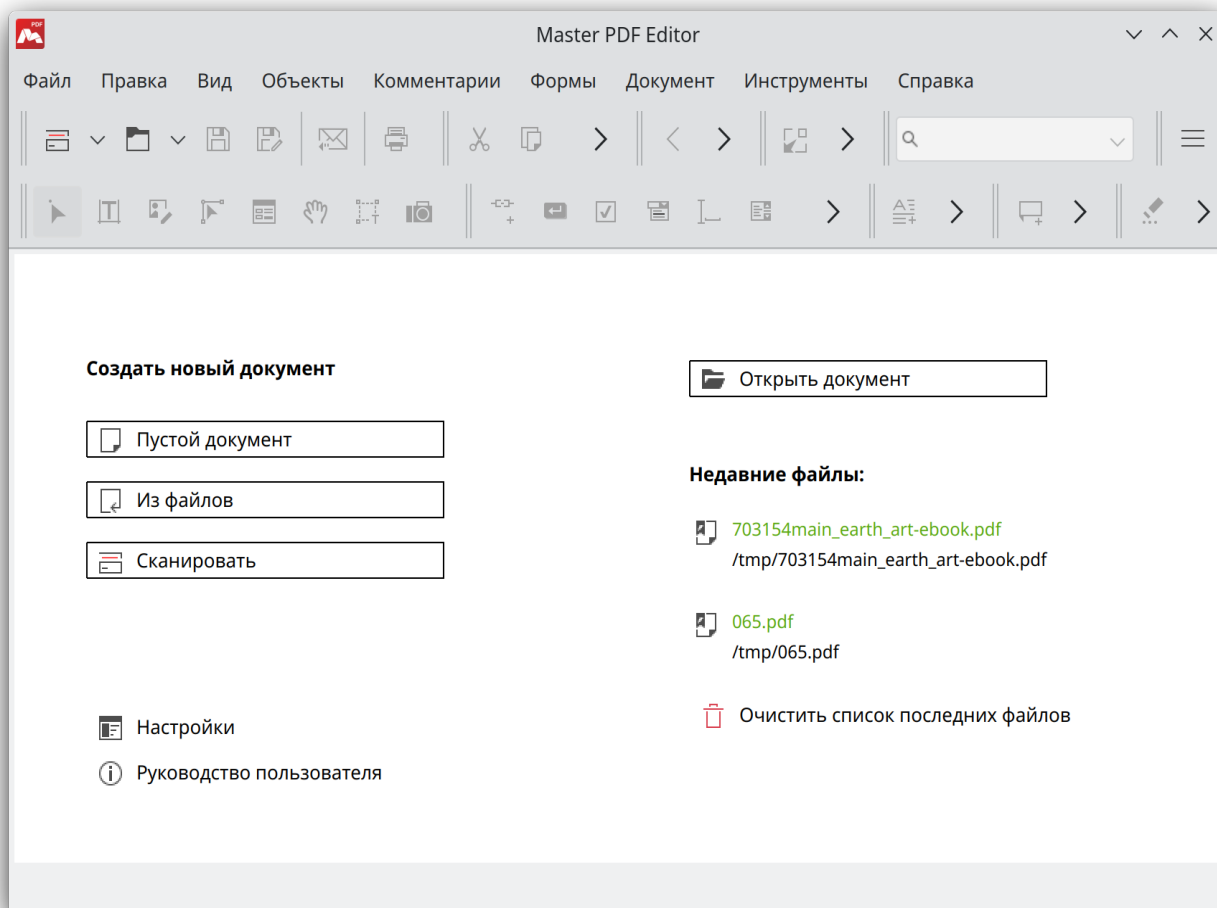 PDF
Master PDF Editor
Файл Правка Вид Объекты Комментарии Формы Документ Инструменты Справка
Создать новый документ
Пустой документ
Из файлов
Сканировать
Настройки
Руководство пользователя
Открыть документ
Недавние файлы:
703154main_earth_art-ebook.pdf
/tmp/703154main_earth_art-ebook.pdf
065.pdf
/tmp/065.pdf
Очистить список последних файлов